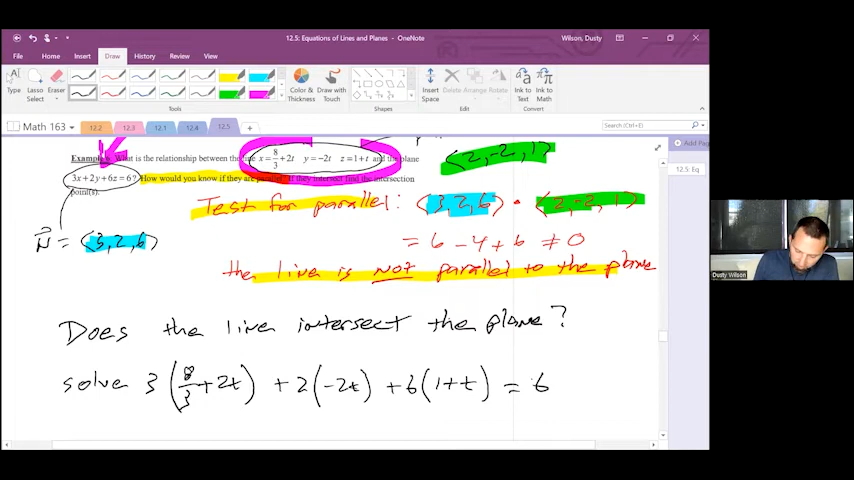 12.5: Equations of Lines and Planes - OneNote
Wilson, Dusty
File Home Insert Draw History Review View
Type
Lasso Select
Eraser
Color & Thickness
Insert Space
Delete
Arrange
Ink to Text
Ink to Math
Tools
Shapes
Edit
Convert
Math 163
12.2
12.3
12.1
12.4
12.5
Search (Ctrl+E)
Add Page
12.5: Eq
What is the relationship between the line x = 8/3 + 2t y = -2t z = 1 + t and the plane
3x + 2y + 6z = 6? How would you know if they are parallel? If they intersect find the intersection
point(s).
⟨2, -2, 1⟩
Test for parallel: ⟨3, 2, 6⟩ • ⟨2, -2, 1⟩
N = ⟨3, 2, 6⟩
= 6 - 4 + 6 ≠ 0
the line is NOT parallel to the plane
Does the line intersect the plane?
solve 3(8/3 + 2t) + 2(-2t) + 6(1 + t) = 6
Dusty Wilson